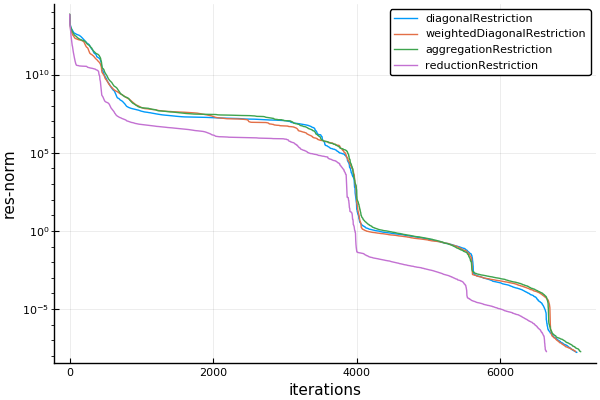 diagonalRestriction
weightedDiagonalRestriction
aggregationRestriction
reductionRestriction
res-norm
10^10
10^5
10^0
10^-5
0 2000 4000 6000
iterations